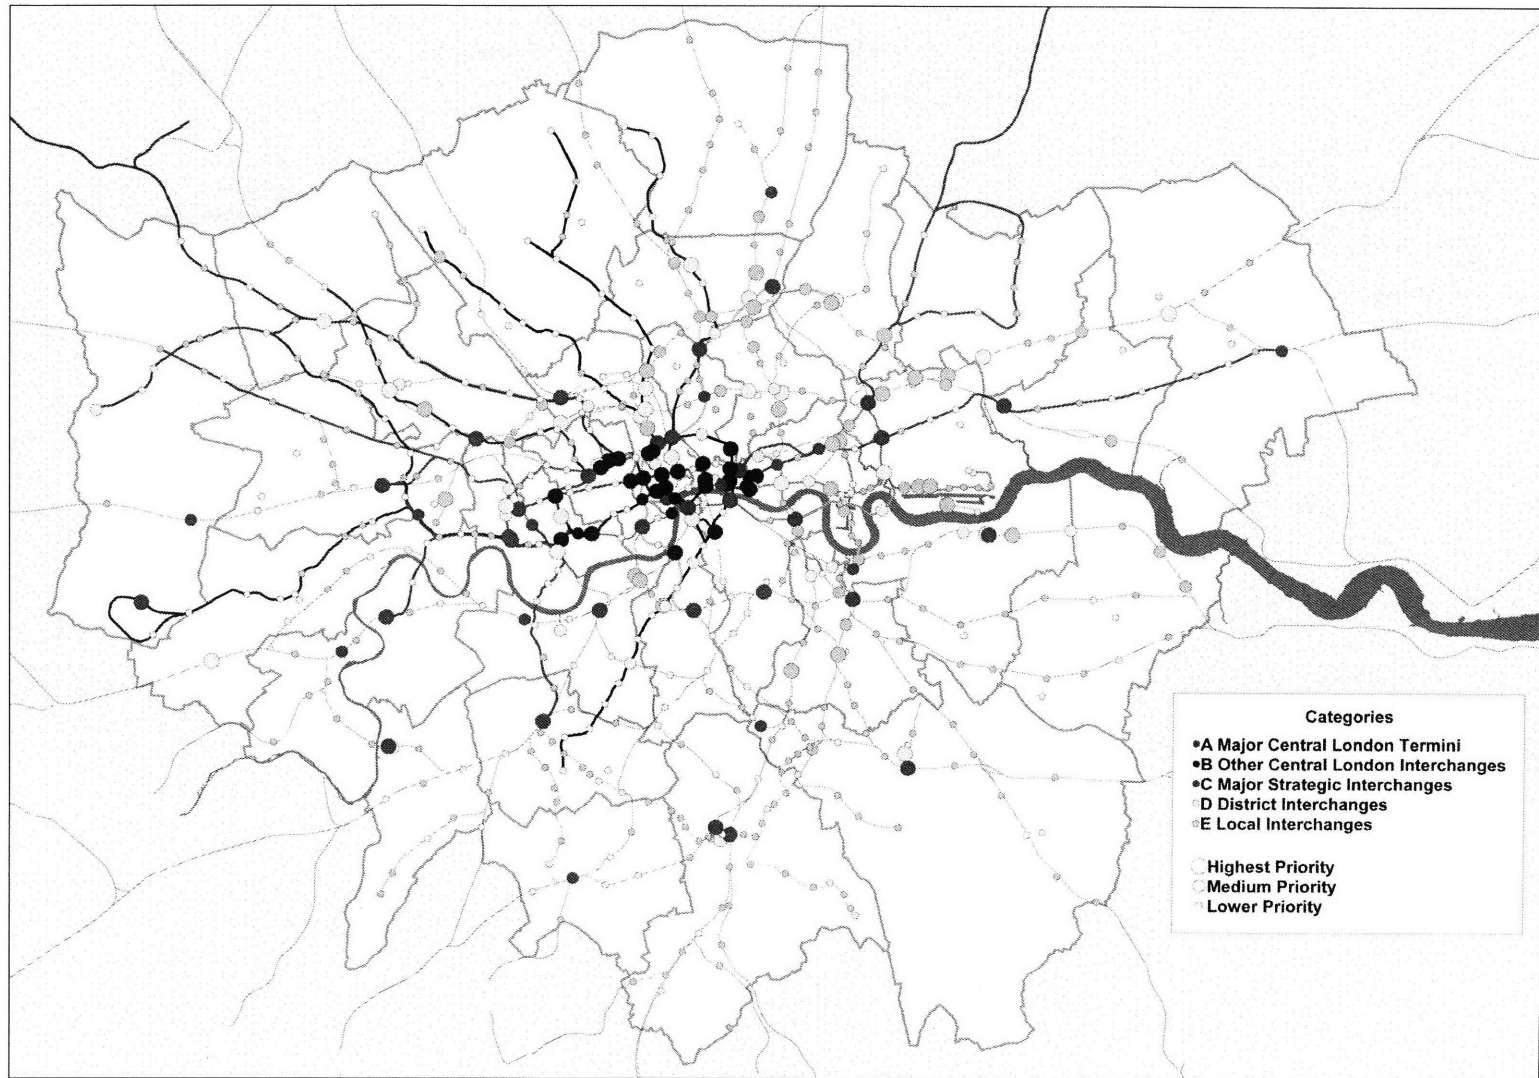 Categories
A Major Central London Termini
B Other Central London Interchanges
C Major Strategic Interchanges
D District Interchanges
E Local Interchanges
Highest Priority
Medium Priority
Lower Priority